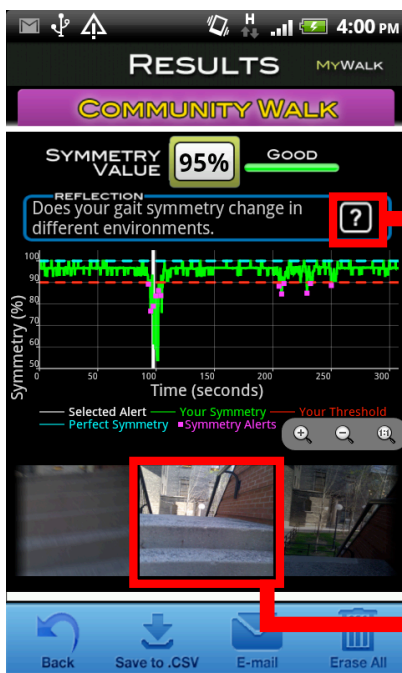 H 4:00 PM
RESULTS MYWALK
COMMUNITY WALK
SYMMETRY VALUE 95% GOOD
REFLECTION
Does your gait symmetry change in
different environments.
?
100
90
80
70
60
50
Symmetry (%)
0 50 100 150 200 250 300
Time (seconds)
Selected Alert Your Symmetry Your Threshold
Perfect Symmetry Symmetry Alerts
Back Save to .CSV E-mail Erase All